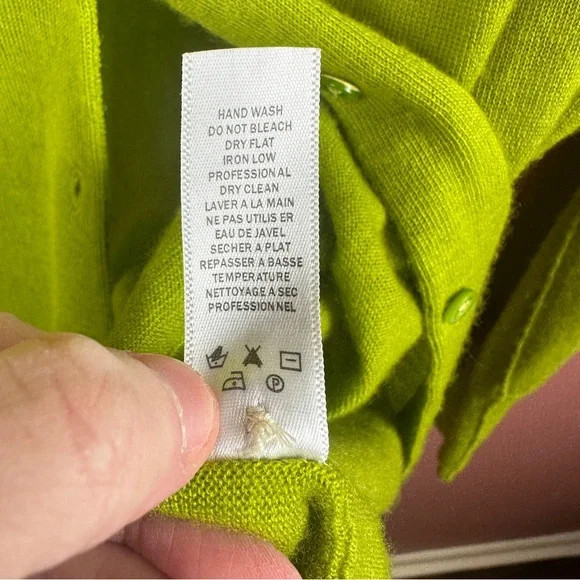 HAND WASH
DO NOT BLEACH
DRY FLAT
IRON LOW
PROFESSIONAL
DRY CLEAN
LAVER A LA MAIN
NE PAS UTILIS ER
EAU DE JAVEL
SECHER A PLAT
REPASSER A BASSE
TEMPERATURE
NETTOYAGE A SEC
PROFESSIONNEL
P